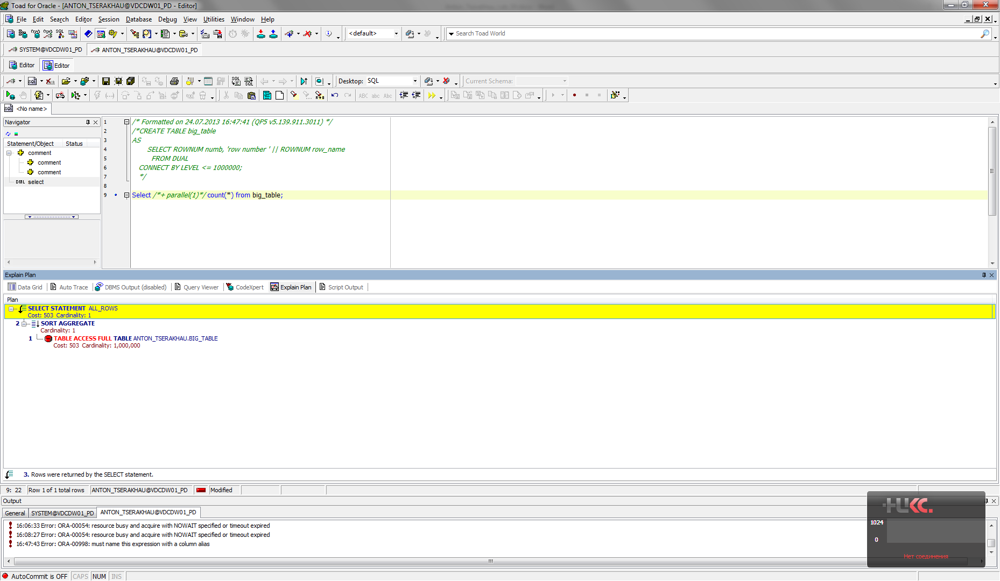 Toad for Oracle - [ANTON_TSERAKHAU@VDCDW01_PD - Editor]
File Edit Search Editor Session Database Debug View Utilities Window Help
<default> Search Toad World
SYSTEM@VDCDW01_PD ANTON_TSERAKHAU@VDCDW01_PD
Editor Editor
SQL SQL SQL Desktop: SQL Current Schema:
ABC abc Abc
SQL <No name>
Navigator
Statement/Object Status
comment
comment
comment
DML select
1 /* Formatted on 24.07.2013 16:47:41 (QP5 v5.139.911.3011) */
2 /*CREATE TABLE big_table
3 AS
4 SELECT ROWNUM numb, 'row number ' || ROWNUM row_name
5 FROM DUAL
6 CONNECT BY LEVEL <= 1000000;
7 */
8
9 Select /*+ parallel(1)*/ count(*) from big_table;
Explain Plan
Data Grid Auto Trace DBMS Output (disabled) Query Viewer CodeXpert Explain Plan Script Output
Plan
SELECT STATEMENT ALL_ROWS
Cost: 503 Cardinality: 1
2 SORT AGGREGATE
Cardinality: 1
1 TABLE ACCESS FULL TABLE ANTON_TSERAKHAU.BIG_TABLE
Cost: 503 Cardinality: 1,000,000
3. Rows were returned by the SELECT statement.
9: 22 Row 1 of 1 total rows ANTON_TSERAKHAU@VDCDW01_PD Modified
Output
General SYSTEM@VDCDW01_PD ANTON_TSERAKHAU@VDCDW01_PD
16:06:33 Error: ORA-00054: resource busy and acquire with NOWAIT specified or timeout expired
16:08:27 Error: ORA-00054: resource busy and acquire with NOWAIT specified or timeout expired
16:47:43 Error: ORA-00998: must name this expression with a column alias
1024
0
Нет соединения
AutoCommit is OFF CAPS NUM INS